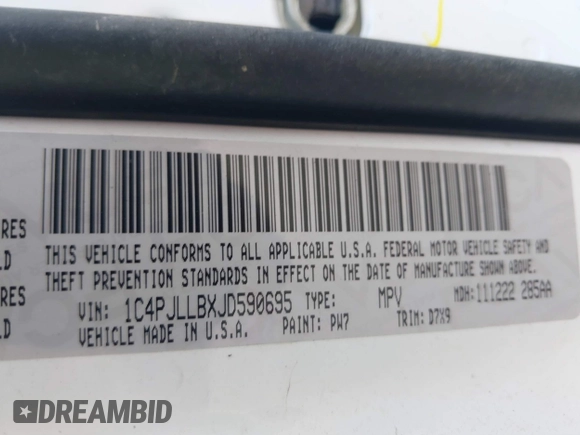 RES
LD
RES
LD
THIS VEHICLE CONFORMS TO ALL APPLICABLE U.S.A. FEDERAL MOTOR VEHICLE SAFETY AND
THEFT PREVENTION STANDARDS IN EFFECT ON THE DATE OF MANUFACTURE SHOWN ABOVE.
VIN: 1C4PJLLBXJD590695 TYPE: MPV MDH:111222 285AA
VEHICLE MADE IN U.S.A. PAINT: PW7 TRIM: D7X9
DREAMBID